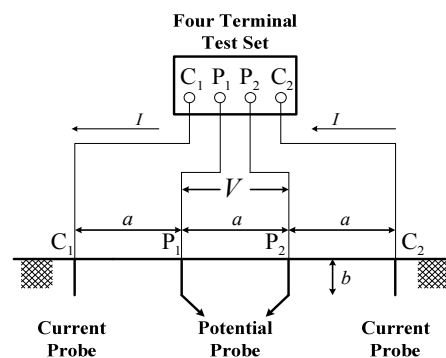 Four Terminal
Test Set
C1 P1 P2 C2
I I
V
a a a
C1 P1 P2 C2
b
Current Probe
Potential Probe
Current Probe